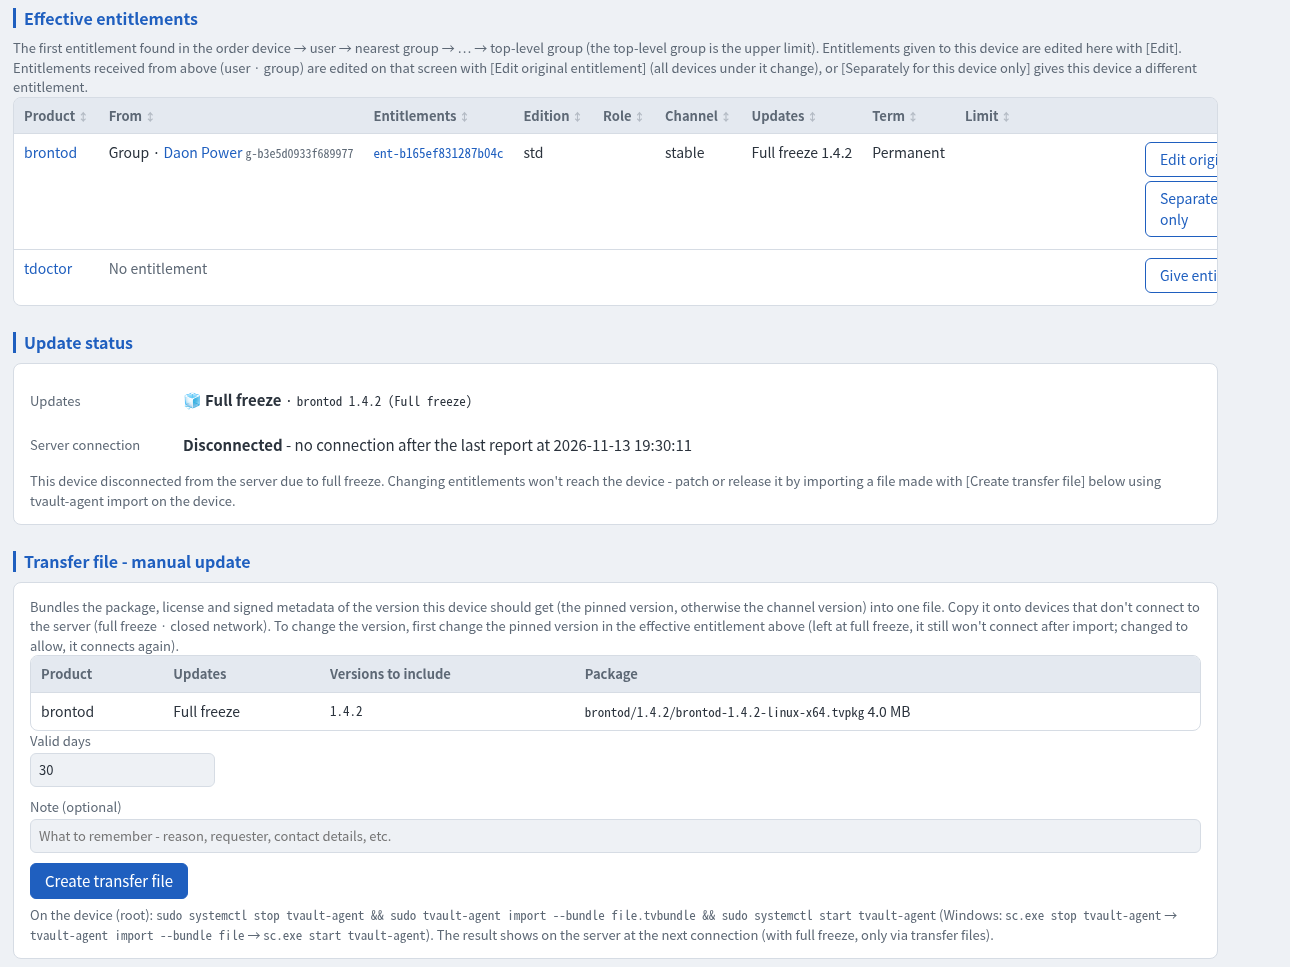 Effective entitlements
The first entitlement found in the order device → user → nearest group → … → top-level group (the top-level group is the upper limit). Entitlements given to this device are edited here with [Edit].
Entitlements received from above (user · group) are edited on that screen with [Edit original entitlement] (all devices under it change), or [Separately for this device only] gives this device a different
entitlement.
Product ↕ From ↕ Entitlements ↕ Edition ↕ Role ↕ Channel ↕ Updates ↕ Term ↕ Limit ↕
brontod Group · Daon Power g-b3e5d0933f689977 ent-b165ef831287b04c std stable Full freeze 1.4.2 Permanent Edit origi
Separate
only
tdoctor No entitlement Give enti
Update status
Updates 🧊 Full freeze · brontod 1.4.2 (Full freeze)
Server connection Disconnected - no connection after the last report at 2026-11-13 19:30:11
This device disconnected from the server due to full freeze. Changing entitlements won't reach the device - patch or release it by importing a file made with [Create transfer file] below using
tvault-agent import on the device.
Transfer file - manual update
Bundles the package, license and signed metadata of the version this device should get (the pinned version, otherwise the channel version) into one file. Copy it onto devices that don't connect to
the server (full freeze · closed network). To change the version, first change the pinned version in the effective entitlement above (left at full freeze, it still won't connect after import; changed to
allow, it connects again).
Product Updates Versions to include Package
brontod Full freeze 1.4.2 brontod/1.4.2/brontod-1.4.2-linux-x64.tvpkg 4.0 MB
Valid days
30
Note (optional)
What to remember - reason, requester, contact details, etc.
Create transfer file
On the device (root): sudo systemctl stop tvault-agent && sudo tvault-agent import --bundle file.tvbundle && sudo systemctl start tvault-agent (Windows: sc.exe stop tvault-agent →
tvault-agent import --bundle file → sc.exe start tvault-agent). The result shows on the server at the next connection (with full freeze, only via transfer files).